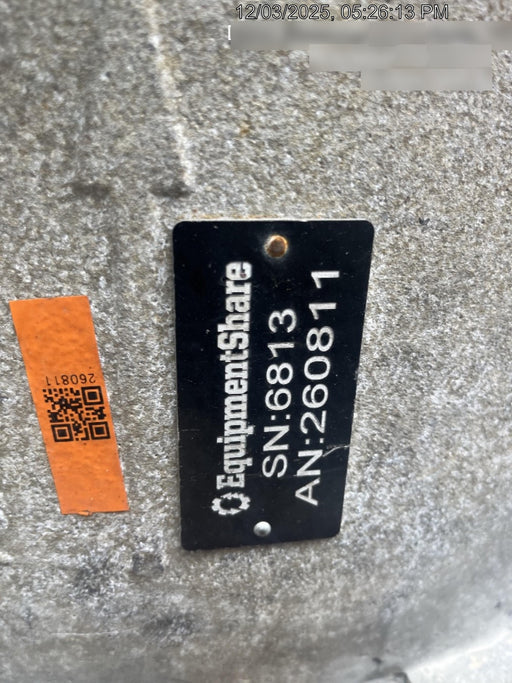 12/03/2025, 05:26:13 PM
EquipmentShare
SN:6813
AN:260811
260811